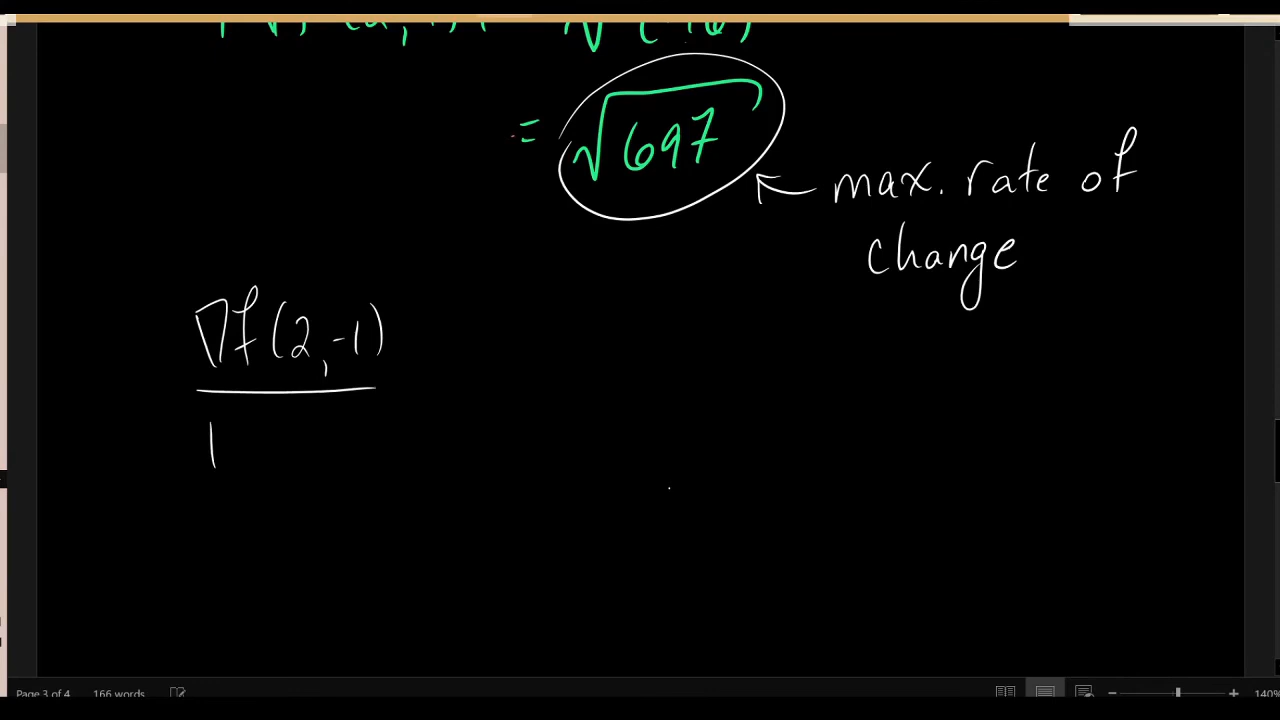 = √697
max. rate of
change
∇f(2,-1)
|
Page 3 of 4 166 words 140%